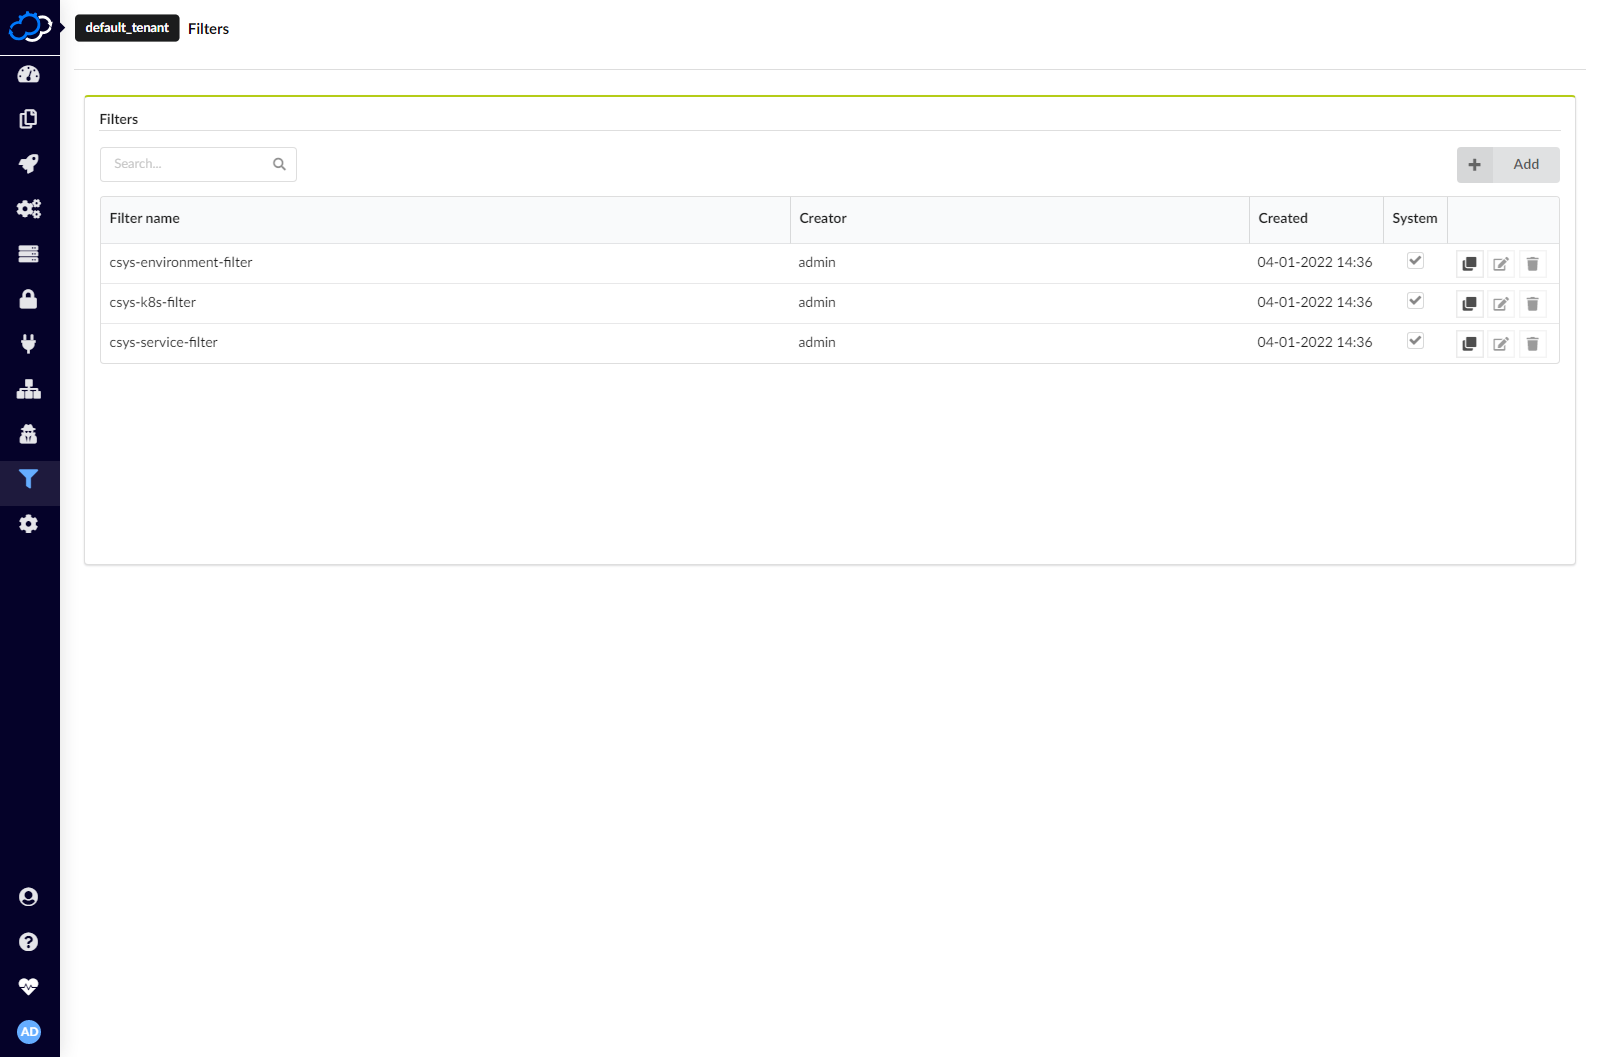 default_tenant Filters
Filters
Search...
Add
Filter name Creator Created System
csys-environment-filter admin 04-01-2022 14:36
csys-k8s-filter admin 04-01-2022 14:36
csys-service-filter admin 04-01-2022 14:36
AD